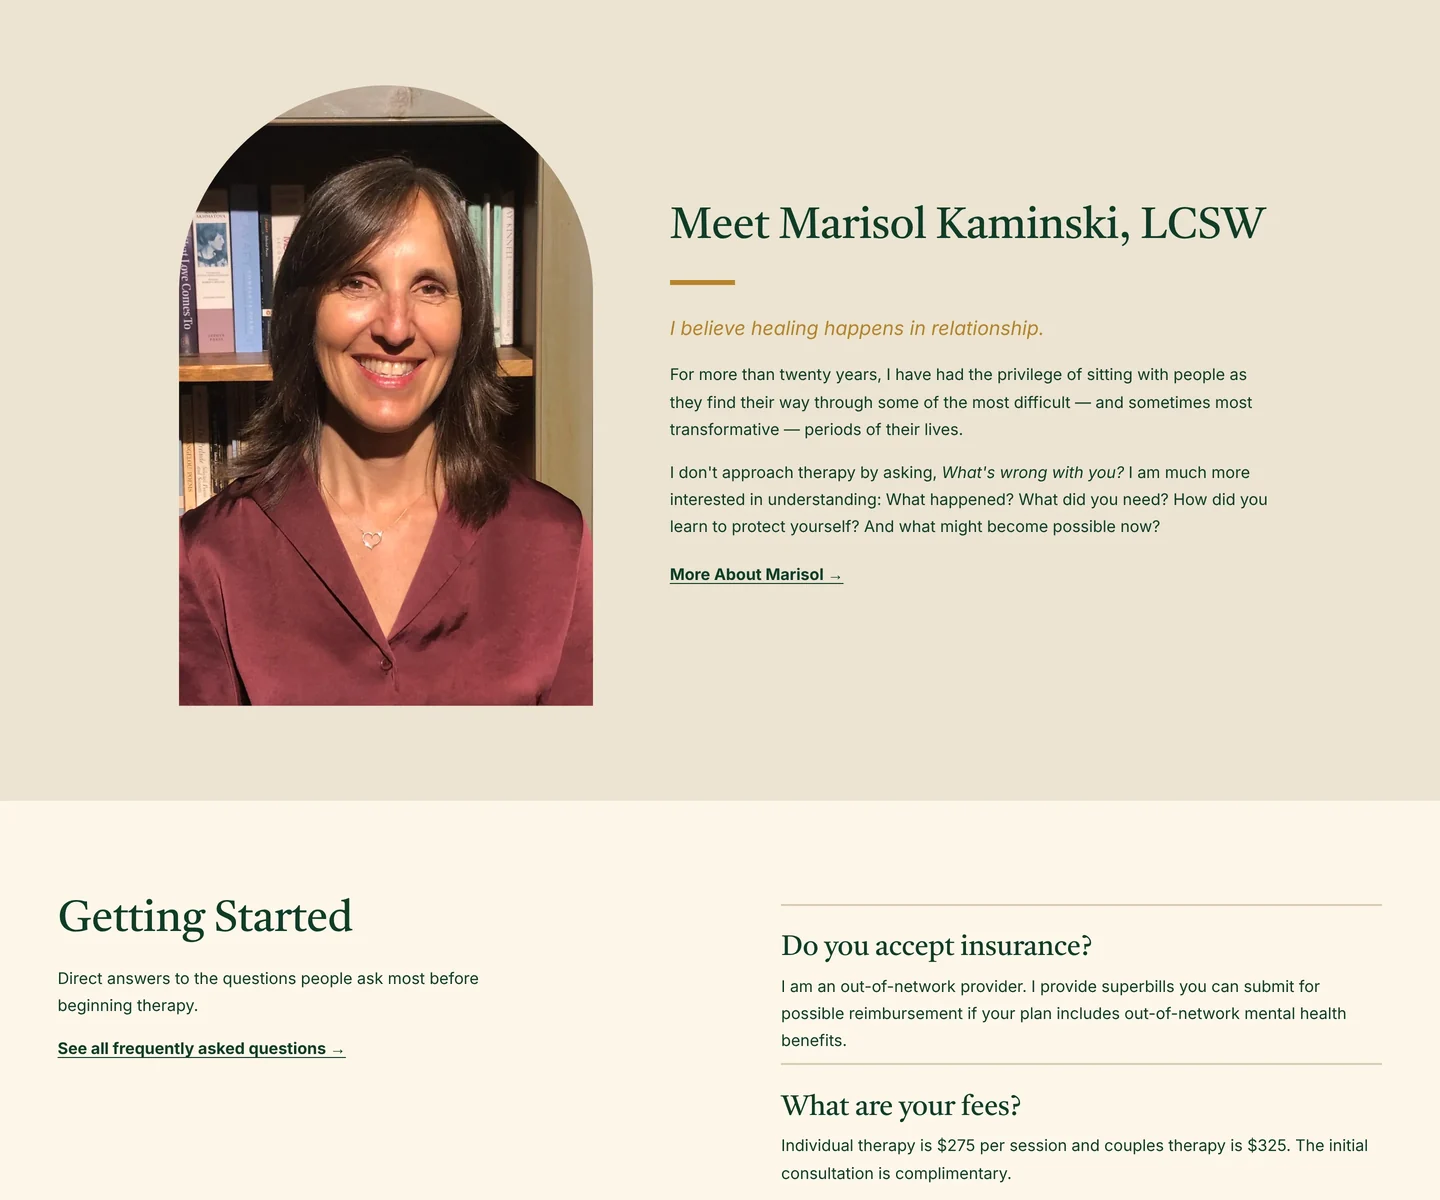 Meet Marisol Kaminski, LCSW
I believe healing happens in relationship.
For more than twenty years, I have had the privilege of sitting with people as
they find their way through some of the most difficult — and sometimes most
transformative — periods of their lives.
I don't approach therapy by asking, What's wrong with you? I am much more
interested in understanding: What happened? What did you need? How did you
learn to protect yourself? And what might become possible now?
More About Marisol →
Getting Started
Direct answers to the questions people ask most before
beginning therapy.
See all frequently asked questions →
Do you accept insurance?
I am an out-of-network provider. I provide superbills you can submit for
possible reimbursement if your plan includes out-of-network mental health
benefits.
What are your fees?
Individual therapy is $275 per session and couples therapy is $325. The initial
consultation is complimentary.
Love Comes To